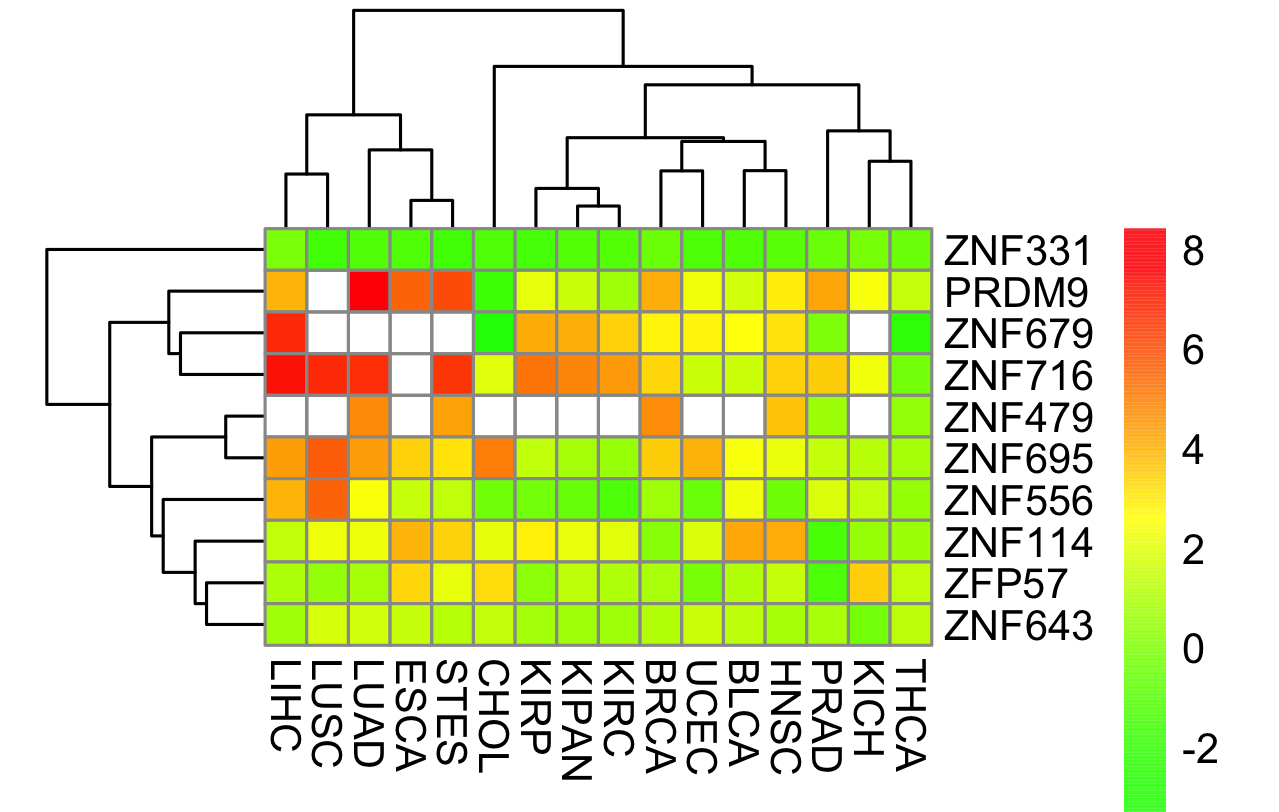 ZNF331
PRDM9
ZNF679
ZNF716
ZNF479
ZNF695
ZNF556
ZNF114
ZFP57
ZNF643
LIHC
LUSC
LUAD
ESCA
STES
CHOL
KIRP
KIPAN
KIRC
BRCA
UCEC
BLCA
HNSC
PRAD
KICH
THCA
8
6
4
2
0
-2